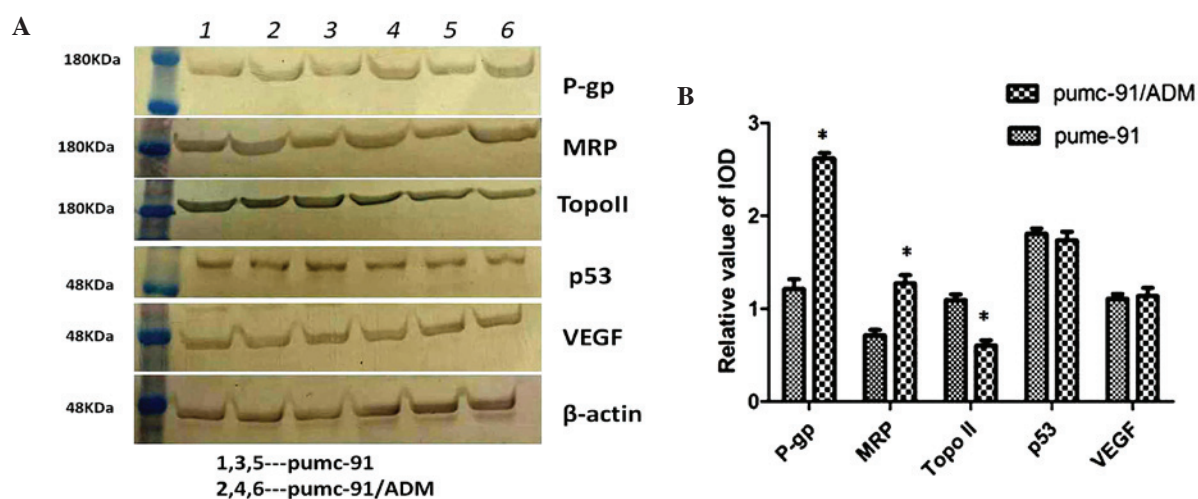 A
1 2 3 4 5 6
180KDa
P-gp
180KDa
MRP
180KDa
TopoII
48KDa
p53
48KDa
VEGF
48KDa
β-actin
1,3,5---pumc-91
2,4,6---pumc-91/ADM
B
pumc-91/ADM
pume-91
Relative value of IOD
3
2
1
0
* * *
P-gp
MRP
Topo II
p53
VEGF